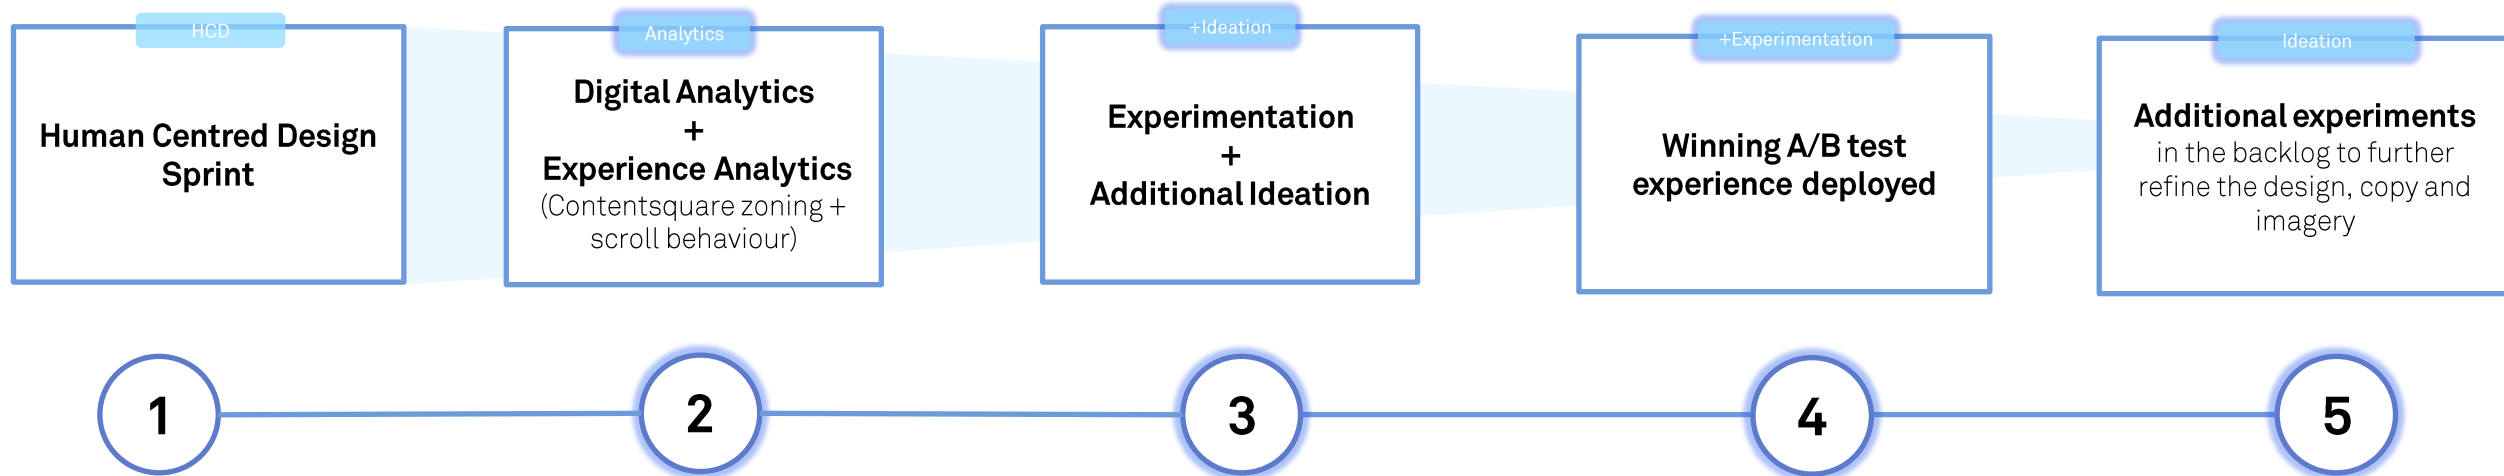 HCD
Human Centred Design
Sprint
Analytics
Digital Analytics
+
Experience Analytics
(Contentsquare zoning +
scroll behaviour)
+Ideation
Experimentation
+
Additional Ideation
+Experimentation
Winning A/B test
experience deployed
Ideation
Additional experiments
in the backlog to further
refine the design, copy and
imagery
1
2
3
4
5